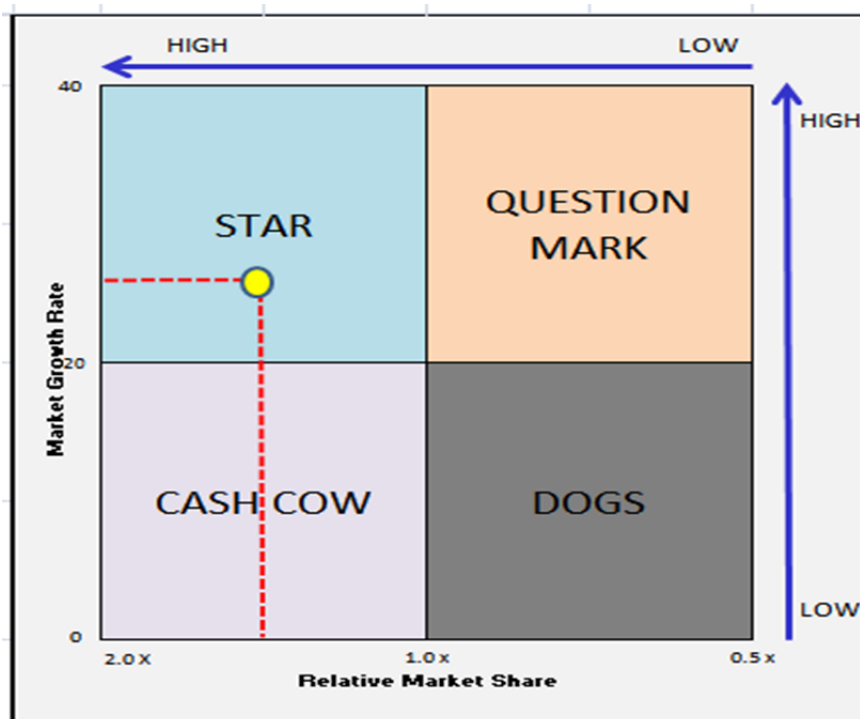 HIGH LOW
40
HIGH
STAR
QUESTION
MARK
Market Growth Rate
20
CASH COW
DOGS
LOW
0
2.0 X 1.0 x 0.5 x
Relative Market Share